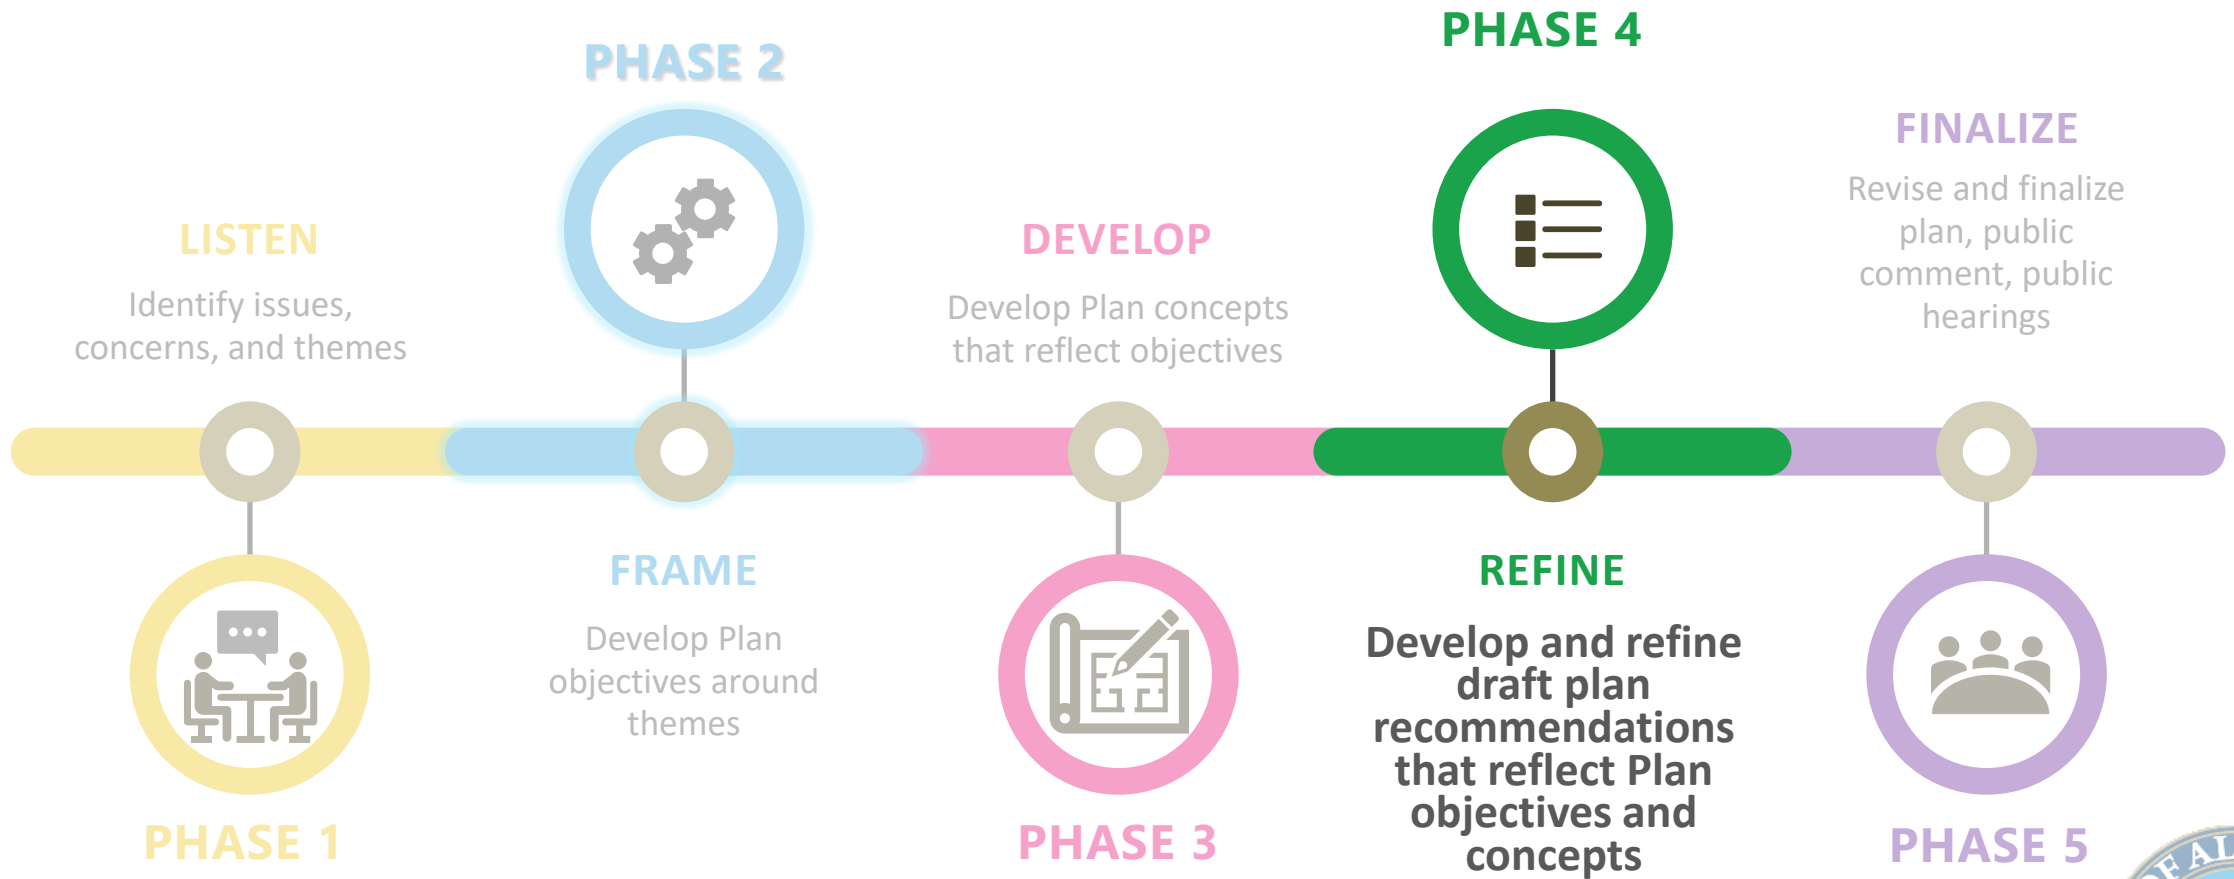 LISTEN
Identify issues,
concerns, and themes
PHASE 1
PHASE 2
FRAME
Develop Plan
objectives around
themes
DEVELOP
Develop Plan concepts
that reflect objectives
PHASE 3
PHASE 4
REFINE
Develop and refine
draft plan
recommendations
that reflect Plan
objectives and
concepts
FINALIZE
Revise and finalize
plan, public
comment, public
hearings
PHASE 5
OF AL